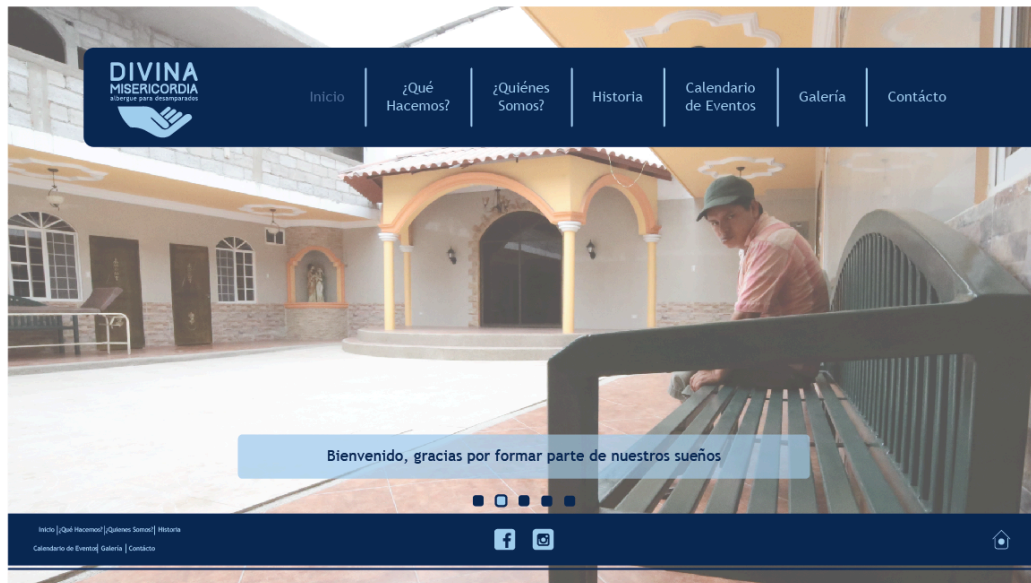 DIVINA
MISERICORDIA
albergue para desamparados
Inicio
¿Qué
Hacemos?
¿Quiénes
Somos?
Historia
Calendario
de Eventos
Galería
Contácto
Bienvenido, gracias por formar parte de nuestros sueños
Inicio |¿Qué Hacemos?|¿Quienes Somos?| Historia
Calendario de Eventos| Galería | Contácto
f